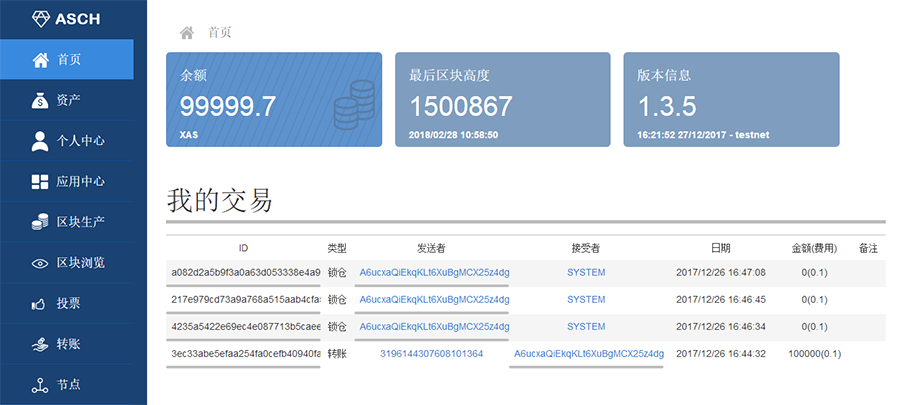 ASCH
首页
资产
个人中心
应用中心
区块生产
区块浏览
投票
转账
节点
首页
余额
99999.7
XAS
最后区块高度
1500867
2018/02/28 10:58:50
版本信息
1.3.5
16:21:52 27/12/2017 - testnet
我的交易
ID 类型 发送者 接受者 日期 金额(费用) 备注
a082d2a5b9f3a0a63d053338e4a9 锁仓 A6ucxaQiEkqKLt6XuBgMCX25z4dg SYSTEM 2017/12/26 16:47:08 0(0.1)
217e979cd73a9a768a515aab4cfa 锁仓 A6ucxaQiEkqKLt6XuBgMCX25z4dg SYSTEM 2017/12/26 16:46:45 0(0.1)
4235a5422e69ec4e087713b5caee 锁仓 A6ucxaQiEkqKLt6XuBgMCX25z4dg SYSTEM 2017/12/26 16:46:34 0(0.1)
3ec33abe5efaa254fa0cefb40940fa 转账 3196144307608101364 A6ucxaQiEkqKLt6XuBgMCX25z4dg 2017/12/26 16:44:32 100000(0.1)